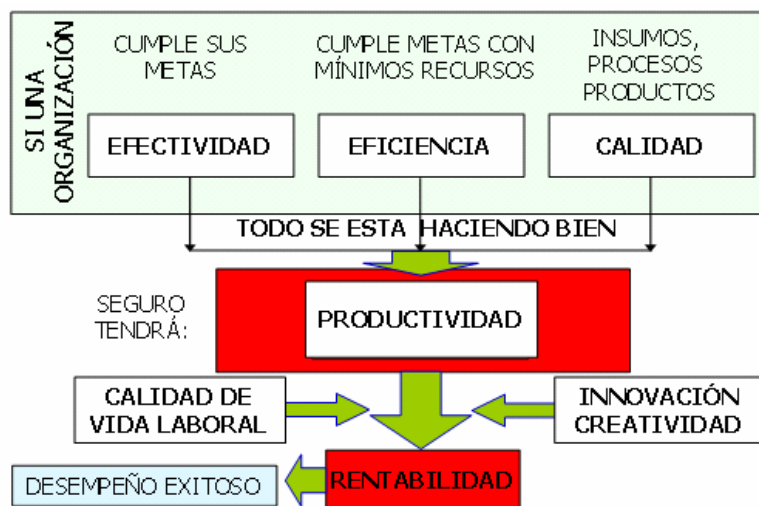 SI UNA
ORGANIZACIÓN
CUMPLE SUS
METAS
EFECTIVIDAD
CUMPLE METAS CON
MÍNIMOS RECURSOS
EFICIENCIA
INSUMOS,
PROCESOS
PRODUCTOS
CALIDAD
TODO SE ESTA HACIENDO BIEN
SEGURO
TENDRÁ:
PRODUCTIVIDAD
CALIDAD DE
VIDA LABORAL
INNOVACIÓN
CREATIVIDAD
DESEMPEÑO EXITOSO
RENTABILIDAD